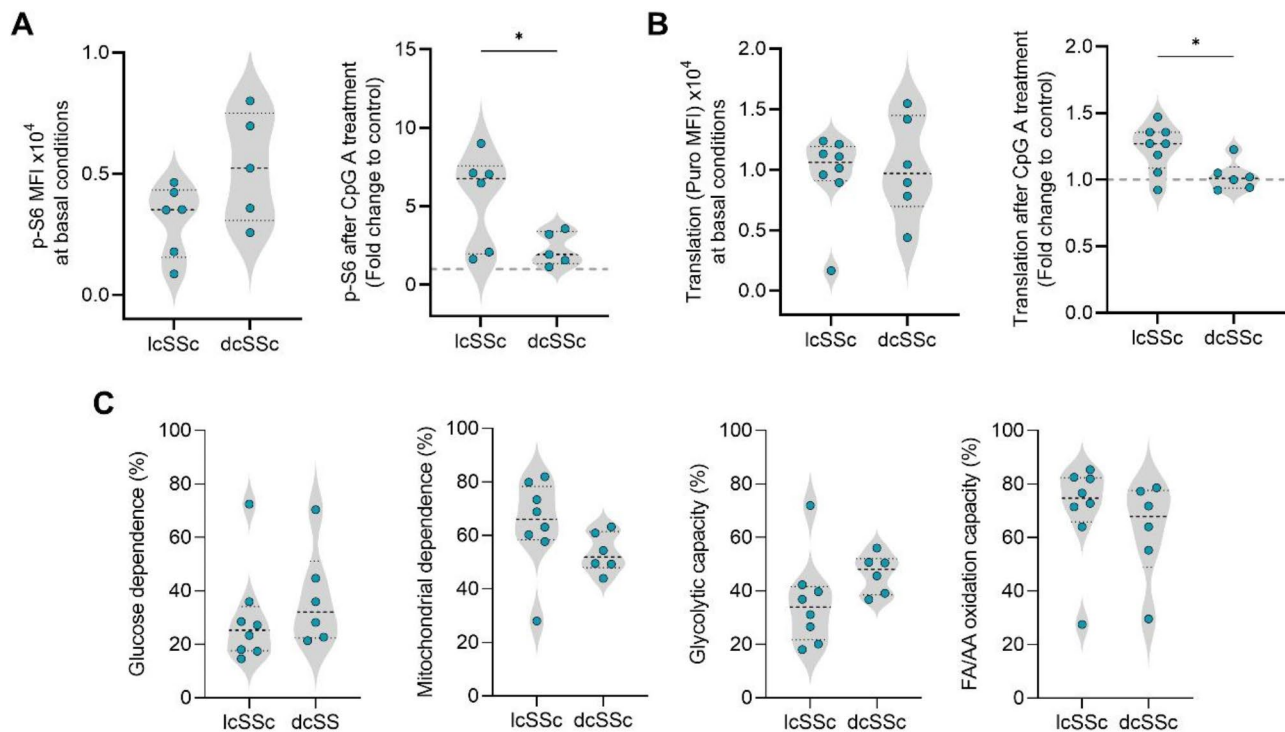 A
p-S6 MFI x10⁴
at basal conditions
1.0
0.5
0.0
lcSSc
dcSSc
p-S6 after CpG A treatment
(Fold change to control)
15
10
5
0
*
lcSSc
dcSSc
B
Translation (Puro MFI) x10⁴
at basal conditions
2.0
1.5
1.0
0.5
0.0
lcSSc
dcSSc
Translation after CpG A treatment
(Fold change to control)
2.0
1.5
1.0
0.5
0.0
*
lcSSc
dcSSc
C
Glucose dependence (%)
100
80
60
40
20
0
lcSSc
dcSS
Mitochondrial dependence (%)
100
80
60
40
20
0
lcSSc
dcSSc
Glycolytic capacity (%)
100
80
60
40
20
0
lcSSc
dcSSc
FA/AA oxidation capacity (%)
100
80
60
40
20
0
lcSSc
dcSSc